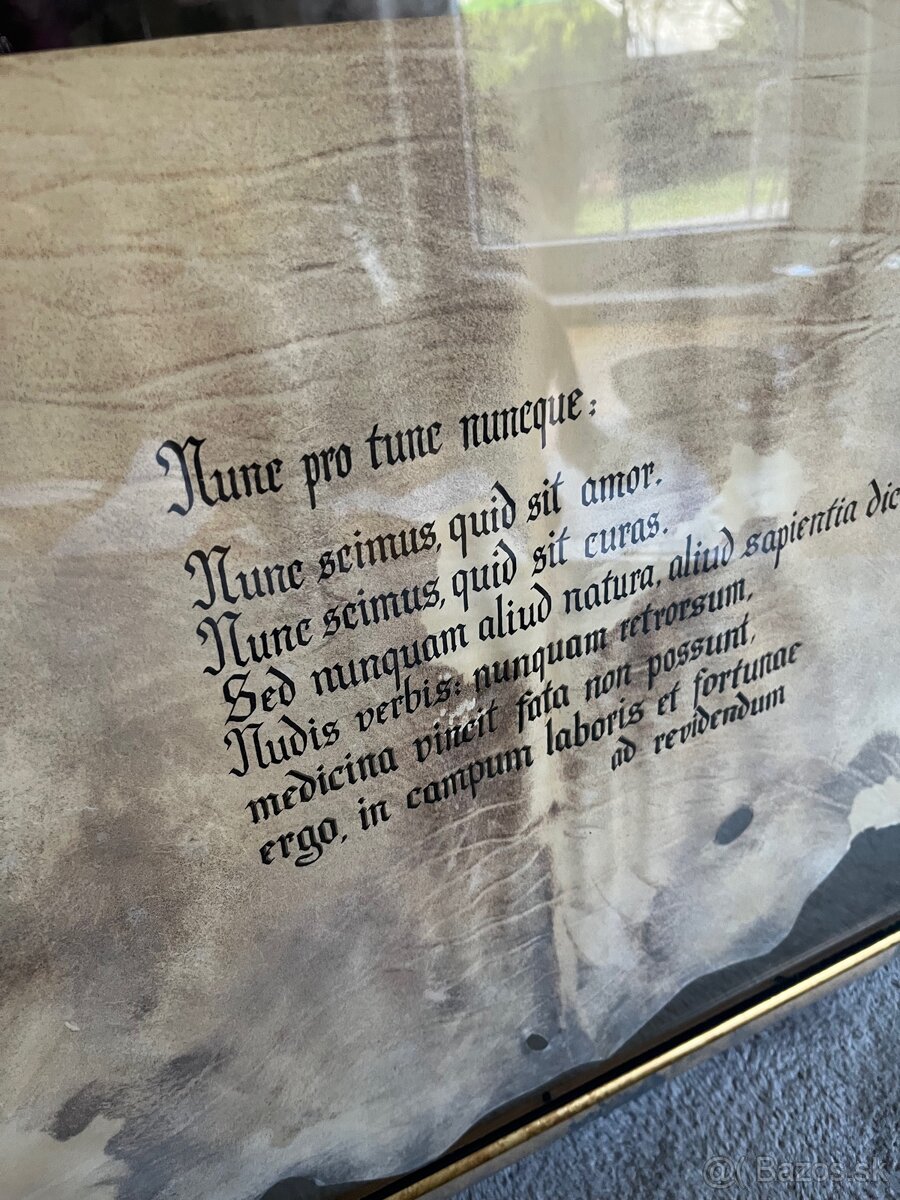 Nunc pro tunc nuncque:
Nunc scimus, quid sit amor.
Nunc scimus, quid sit curas.
Sed nunquam aliud natura, aliud sapientia dic
Nudis verbis: nunquam retrorsum,
medicina vincit fata non possunt,
ergo, in campum laboris et fortunae
ad revidendum
@ Bazos.sk